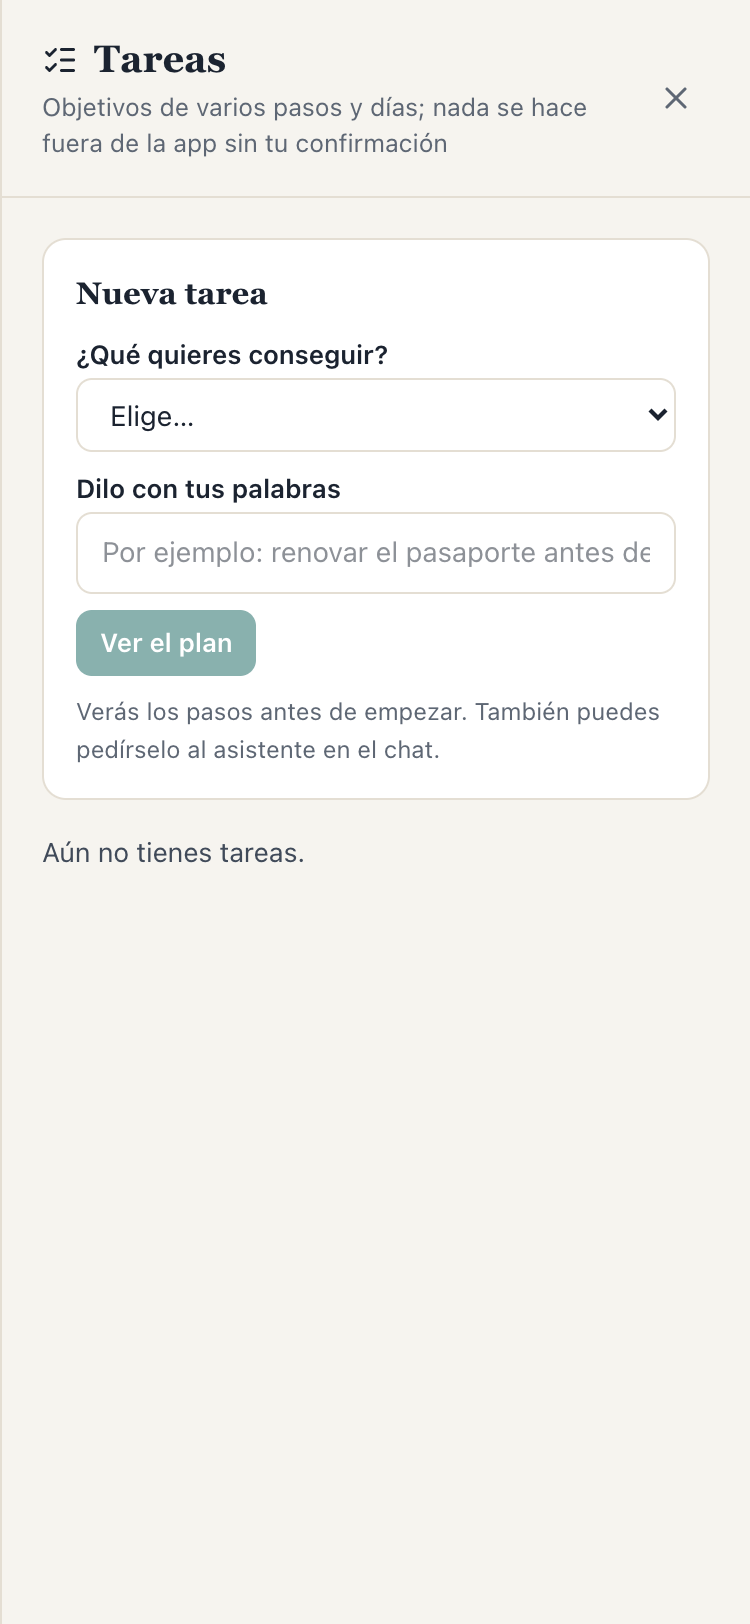 Tareas
Objetivos de varios pasos y días; nada se hace
fuera de la app sin tu confirmación
Nueva tarea
¿Qué quieres conseguir?
Elige...
Dilo con tus palabras
Por ejemplo: renovar el pasaporte antes de
Ver el plan
Verás los pasos antes de empezar. También puedes
pedírselo al asistente en el chat.
Aún no tienes tareas.